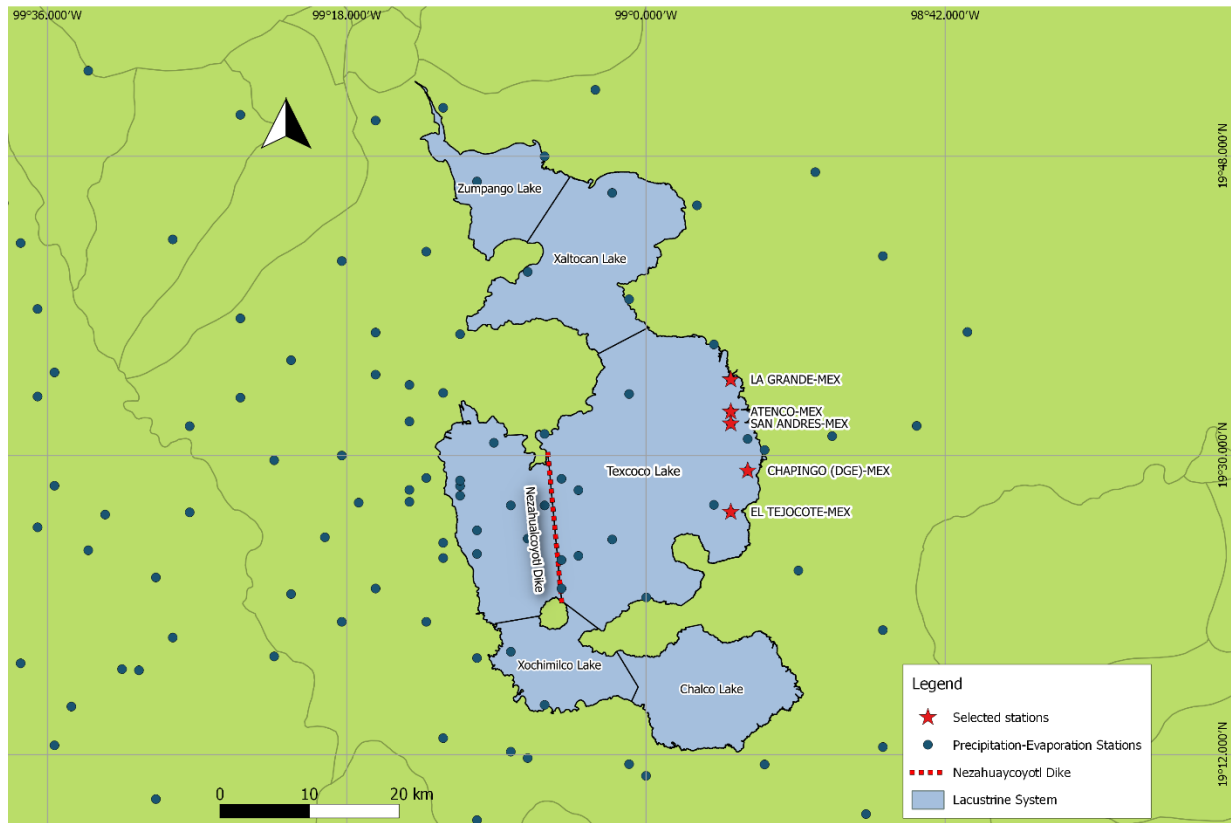 99°36.000'W
99°18.000'W
99°0.000'W
98°42.000'W
19°48.000'N
Zumpango Lake
Xaltocan Lake
LA GRANDE-MEX
ATENCO-MEX
SAN ANDRES-MEX
19°30.000'N
Texcoco Lake
CHAPINGO (DGE)-MEX
Nezahualcoyotl Dike
EL TEJOCOTE-MEX
Xochimilco Lake
Chalco Lake
19°12.000'N
Legend
Selected stations
Precipitation-Evaporation Stations
Nezahuaycoyotl Dike
Lacustrine System
0 10 20 km